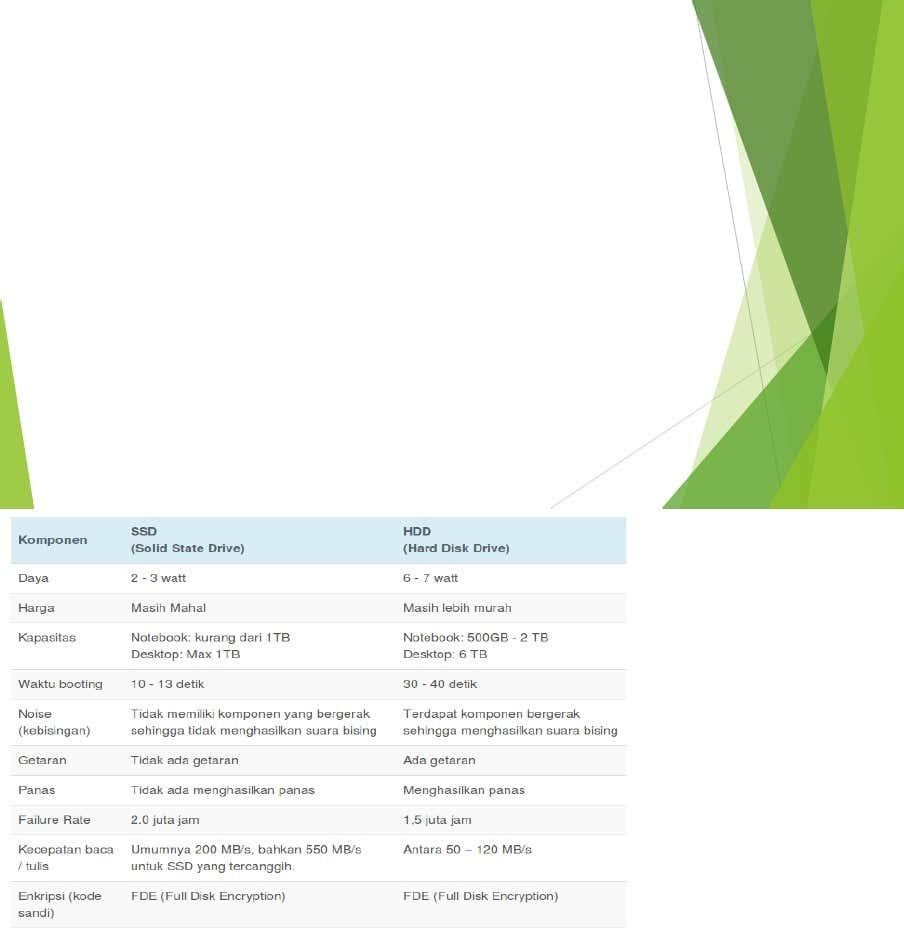 Komponen SSD HDD
(Solid State Drive) (Hard Disk Drive)
Daya 2 - 3 watt 6 - 7 watt
Harga Masih Mahal Masih lebih murah
Kapasitas Notebook: kurang dari 1TB Notebook: 500GB - 2 TB
Desktop: Max 1TB Desktop: 6 TB
Waktu booting 10 - 13 detik 30 - 40 detik
Noise Tidak memiliki komponen yang bergerak Terdapat komponen bergerak
(kebisingan) sehingga tidak menghasilkan suara bising sehingga menghasilkan suara bising
Getaran Tidak ada getaran Ada getaran
Panas Tidak ada menghasilkan panas Menghasilkan panas
Failure Rate 2.0 juta jam 1,5 juta jam
Kecepatan baca Umumnya 200 MB/s, bahkan 550 MB/s Antara 50 – 120 MB/s
/ tulis untuk SSD yang tercanggih.
Enkripsi (kode FDE (Full Disk Encryption) FDE (Full Disk Encryption)
sandi)